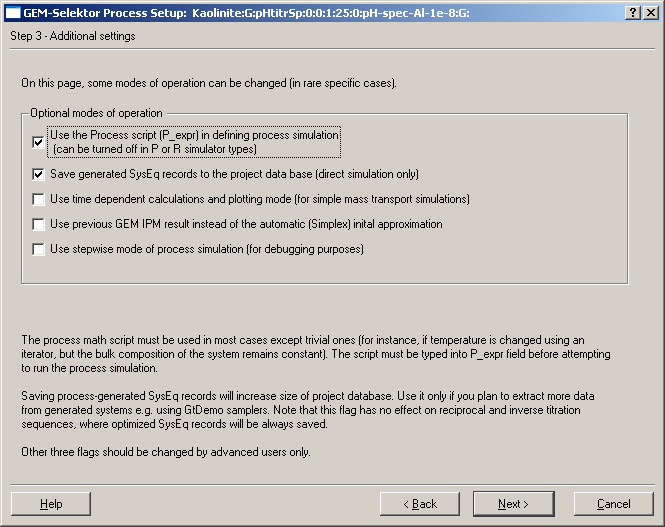 GEM-Selektor Process Setup: Kaolinite:G:pHtitrSp:0:0:1:25:0:pH-spec-Al-1e-8:G:
Step 3 - Additional settings
On this page, some modes of operation can be changed (in rare specific cases).
Optional modes of operation
Use the Process script (P_expr) in defining process simulation
(can be turned off in P or R simulator types)
Save generated SysEq records to the project data base (direct simulation only)
Use time dependent calculations and plotting mode (for simple mass transport simulations)
Use previous GEM IPM result instead of the automatic (Simplex) inital approximation
Use stepwise mode of process simulation (for debugging purposes)
The process math script must be used in most cases except trivial ones (for instance, if temperature is changed using an
iterator, but the bulk composition of the system remains constant). The script must be typed into P_expr field before attempting
to run the process simulation.
Saving process-generated SysEq records will increase size of project database. Use it only if you plan to extract more data
from generated systems e.g. using GtDemo samplers. Note that this flag has no effect on reciprocal and inverse titration
sequences, where optimized SysEq records will be always saved.
Other three flags should be changed by advanced users only.
Help
< Back
Next >
Cancel